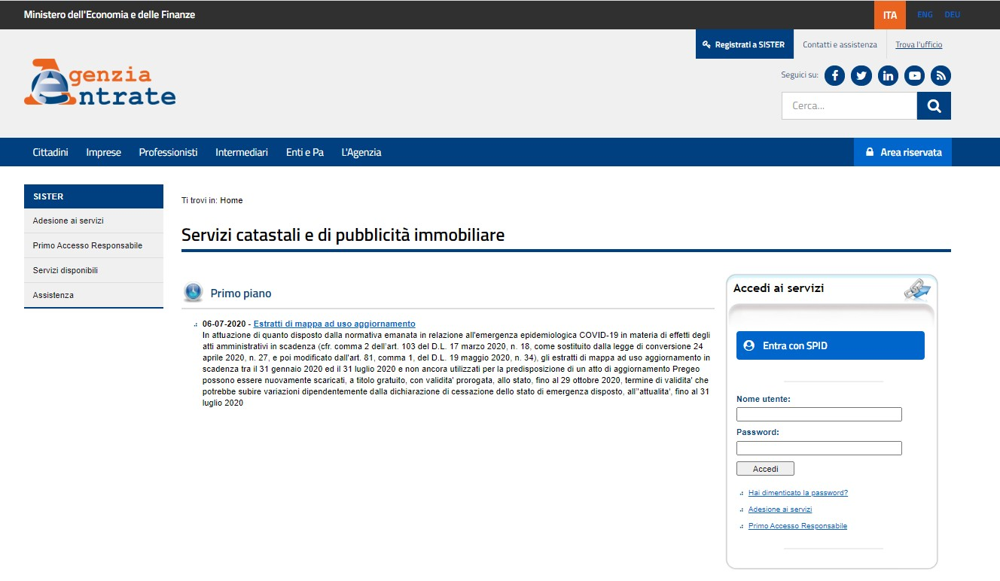 Ministero dell'Economia e delle Finanze
ITA ENG DEU
Registrati a SISTER Contatti e assistenza Trova l'ufficio
Agenzia
Entrate
Seguici su:
Cerca...
Cittadini Imprese Professionisti Intermediari Enti e Pa L'Agenzia Area riservata
SISTER
Adesione ai servizi
Primo Accesso Responsabile
Servizi disponibili
Assistenza
Ti trovi in: Home
Servizi catastali e di pubblicità immobiliare
Primo piano
06-07-2020 - Estratti di mappa ad uso aggiornamento
In attuazione di quanto disposto dalla normativa emanata in relazione all'emergenza epidemiologica COVID-19 in materia di effetti degli
atti amministrativi in scadenza (cfr. comma 2 dell'art. 103 del D.L. 17 marzo 2020, n. 18, come sostituito dalla legge di conversione 24
aprile 2020, n. 27, e poi modificato dall'art. 81, comma 1, del D.L. 19 maggio 2020, n. 34), gli estratti di mappa ad uso aggiornamento in
scadenza tra il 31 gennaio 2020 ed il 31 luglio 2020 e non ancora utilizzati per la predisposizione di un atto di aggiornamento Pregeo
possono essere nuovamente scaricati, a titolo gratuito, con validita' prorogata, allo stato, fino al 29 ottobre 2020, termine di validita' che
potrebbe subire variazioni dipendentemente dalla dichiarazione di cessazione dello stato di emergenza disposto, all''attualita', fino al 31
luglio 2020
Accedi ai servizi
Entra con SPID
Nome utente:
Password:
Accedi
Hai dimenticato la password?
Adesione ai servizi
Primo Accesso Responsabile